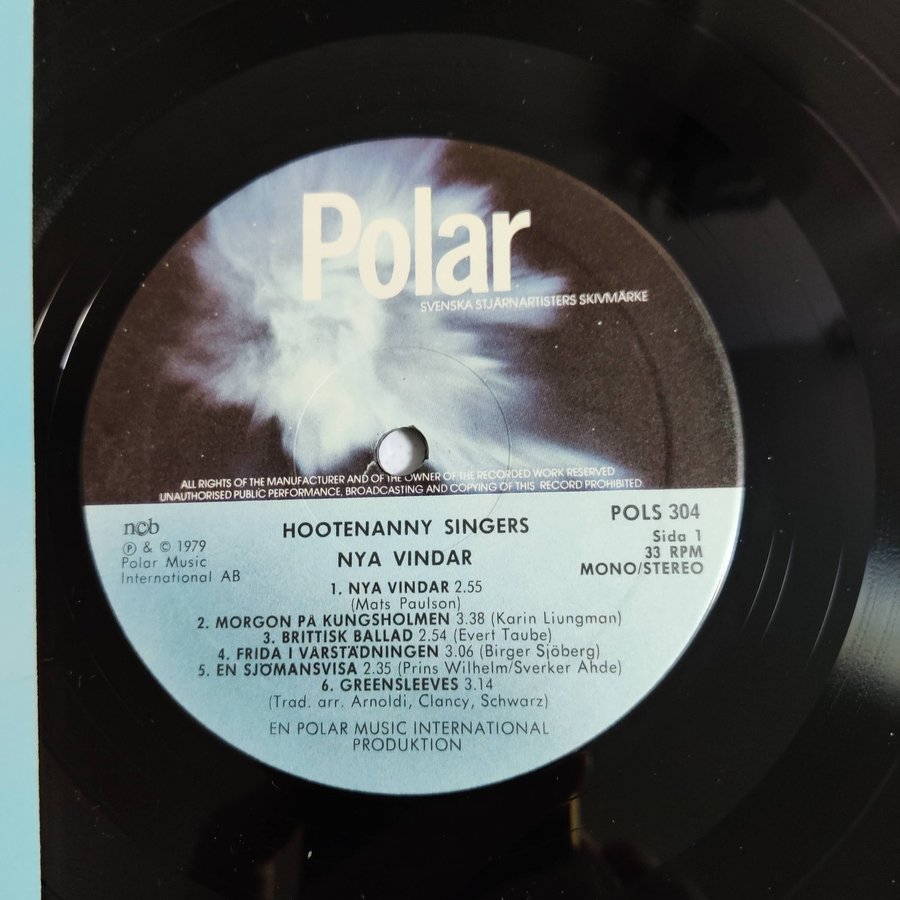 Polar
SVENSKA STJÄRNARTISTERS SKIVMÄRKE
ALL RIGHTS OF THE MANUFACTURER AND OF THE OWNER OF THE RECORDED WORK RESERVED
UNAUTHORISED PUBLIC PERFORMANCE, BROADCASTING AND COPYING OF THIS RECORD PROHIBITED
ncb
℗ & © 1979
Polar Music
International AB
HOOTENANNY SINGERS
NYA VINDAR
POLS 304
Sida 1
33 RPM
MONO/STEREO
1. NYA VINDAR 2.55
(Mats Paulson)
2. MORGON PÅ KUNGSHOLMEN 3.38 (Karin Liungman)
3. BRITTISK BALLAD 2.54 (Evert Taube)
4. FRIDA I VÅRSTÄDNINGEN 3.06 (Birger Sjöberg)
5. EN SJÖMANSVISA 2.35 (Prins Wilhelm/Sverker Ahde)
6. GREENSLEEVES 3.14
(Trad. arr. Arnoldi, Clancy, Schwarz)
EN POLAR MUSIC INTERNATIONAL
PRODUKTION